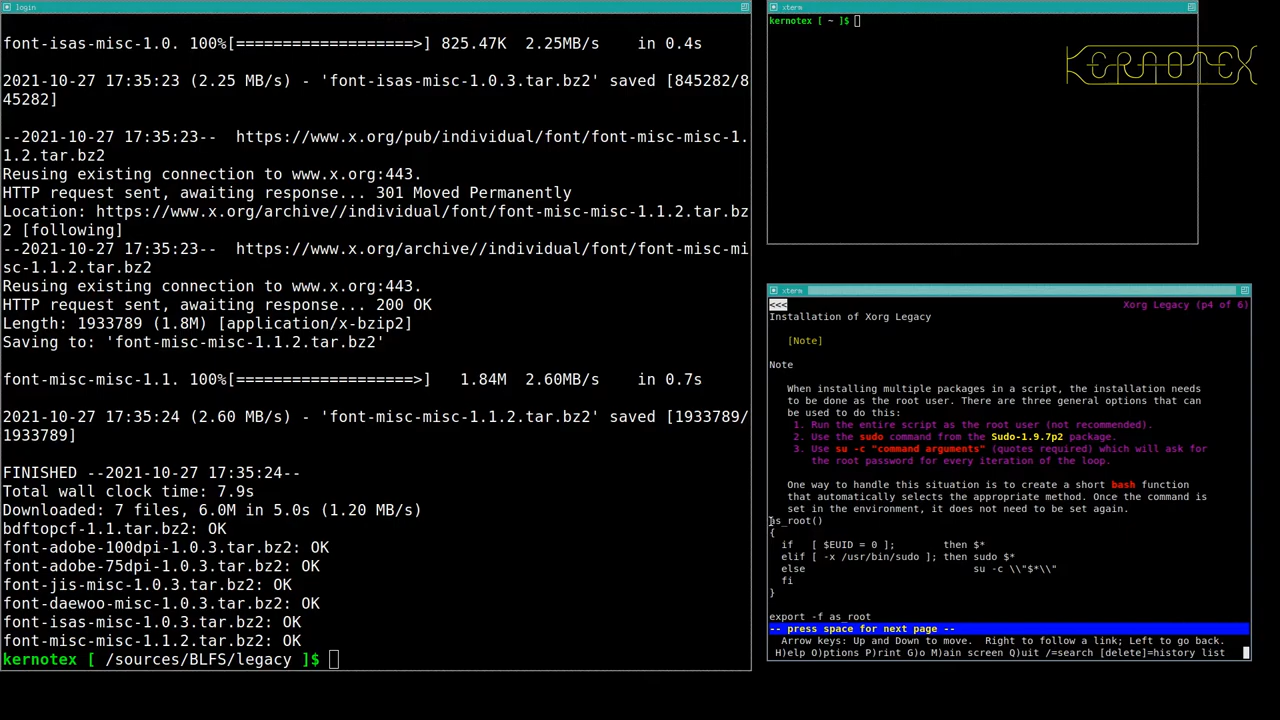 login
font-isas-misc-1.0. 100%[===================>] 825.47K  2.25MB/s    in 0.4s
2021-10-27 17:35:23 (2.25 MB/s) - 'font-isas-misc-1.0.3.tar.bz2' saved [845282/8
45282]
--2021-10-27 17:35:23--  https://www.x.org/pub/individual/font/font-misc-misc-1.
1.2.tar.bz2
Reusing existing connection to www.x.org:443.
HTTP request sent, awaiting response... 301 Moved Permanently
Location: https://www.x.org/archive//individual/font/font-misc-misc-1.1.2.tar.bz
2 [following]
--2021-10-27 17:35:23--  https://www.x.org/archive//individual/font/font-misc-mi
sc-1.1.2.tar.bz2
Reusing existing connection to www.x.org:443.
HTTP request sent, awaiting response... 200 OK
Length: 1933789 (1.8M) [application/x-bzip2]
Saving to: 'font-misc-misc-1.1.2.tar.bz2'
font-misc-misc-1.1. 100%[===================>]   1.84M  2.60MB/s    in 0.7s
2021-10-27 17:35:24 (2.60 MB/s) - 'font-misc-misc-1.1.2.tar.bz2' saved [1933789/
1933789]
FINISHED --2021-10-27 17:35:24--
Total wall clock time: 7.9s
Downloaded: 7 files, 6.0M in 5.0s (1.20 MB/s)
bdftopcf-1.1.tar.bz2: OK
font-adobe-100dpi-1.0.3.tar.bz2: OK
font-adobe-75dpi-1.0.3.tar.bz2: OK
font-jis-misc-1.0.3.tar.bz2: OK
font-daewoo-misc-1.0.3.tar.bz2: OK
font-isas-misc-1.0.3.tar.bz2: OK
font-misc-misc-1.1.2.tar.bz2: OK
kernotex [ /sources/BLFS/legacy ]$
xterm
kernotex [ ~ ]$
KERNOTEX
xterm
<<<
Xorg Legacy (p4 of 6)
Installation of Xorg Legacy
[Note]
Note
When installing multiple packages in a script, the installation needs
to be done as the root user. There are three general options that can
be used to do this:
1. Run the entire script as the root user (not recommended).
2. Use the sudo command from the Sudo-1.9.7p2 package.
3. Use su -c "command arguments" (quotes required) which will ask for
the root password for every iteration of the loop.
One way to handle this situation is to create a short bash function
that automatically selects the appropriate method. Once the command is
set in the environment, it does not need to be set again.
as_root()
{
if   [ $EUID = 0 ];        then $*
elif [ -x /usr/bin/sudo ]; then sudo $*
else                            su -c \\"$*\\"
fi
}
export -f as_root
-- press space for next page --
Arrow keys: Up and Down to move.  Right to follow a link; Left to go back.
H)elp O)ptions P)rint G)o M)ain screen Q)uit /=search [delete]=history list